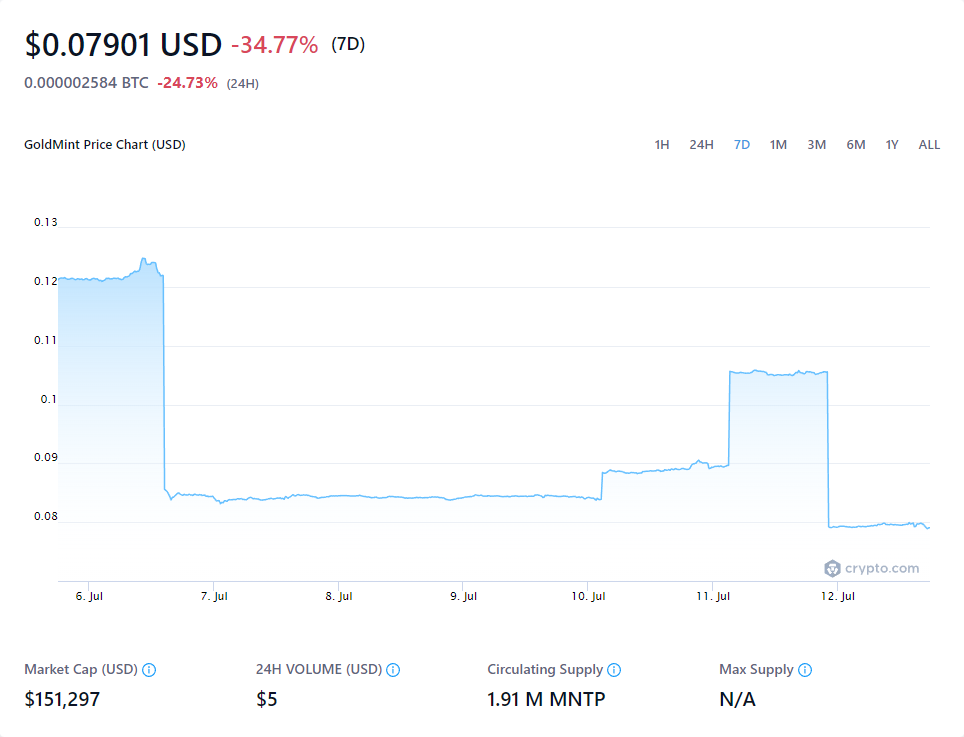 $0.07901 USD -34.77% (7D)
0.000002584 BTC -24.73% (24H)
GoldMint Price Chart (USD)
1H 24H 7D 1M 3M 6M 1Y ALL
0.13
0.12
0.11
0.1
0.09
0.08
crypto.com
6. Jul 7. Jul 8. Jul 9. Jul 10. Jul 11. Jul 12. Jul
Market Cap (USD) 24H VOLUME (USD) Circulating Supply Max Supply
$151,297 $5 1.91 M MNTP N/A